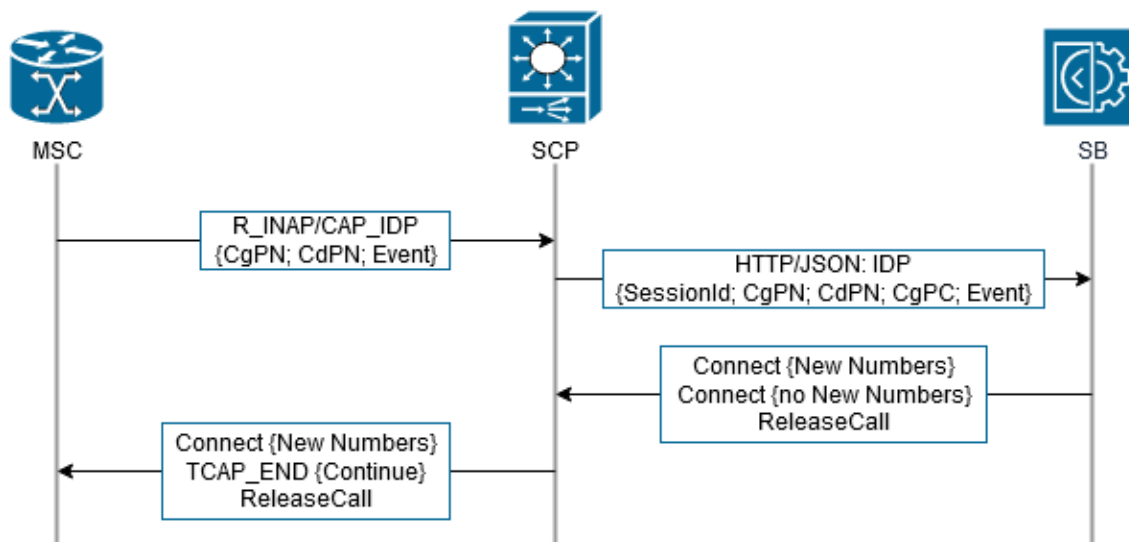 MSC
SCP
SB
R_INAP/CAP_IDP
{CgPN; CdPN; Event}
HTTP/JSON: IDP
{SessionId; CgPN; CdPN; CgPC; Event}
Connect {New Numbers}
Connect {no New Numbers}
ReleaseCall
Connect {New Numbers}
TCAP_END {Continue}
ReleaseCall